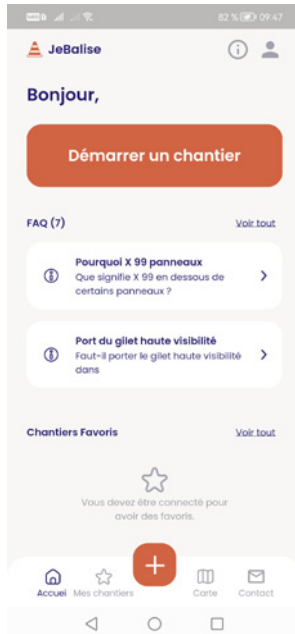 82 % 09:47
JeBalise
Bonjour,
Démarrer un chantier
FAQ (7)
Voir tout
Pourquoi X 99 panneaux
Que signifie X 99 en dessous de
certains panneaux ?
Port du gilet haute visibilité
Faut-il porter le gilet haute visibilité
dans
Chantiers Favoris
Voir tout
Vous devez être connecté pour
avoir des favoris.
Accueil
Mes chantiers
Carte
Contact